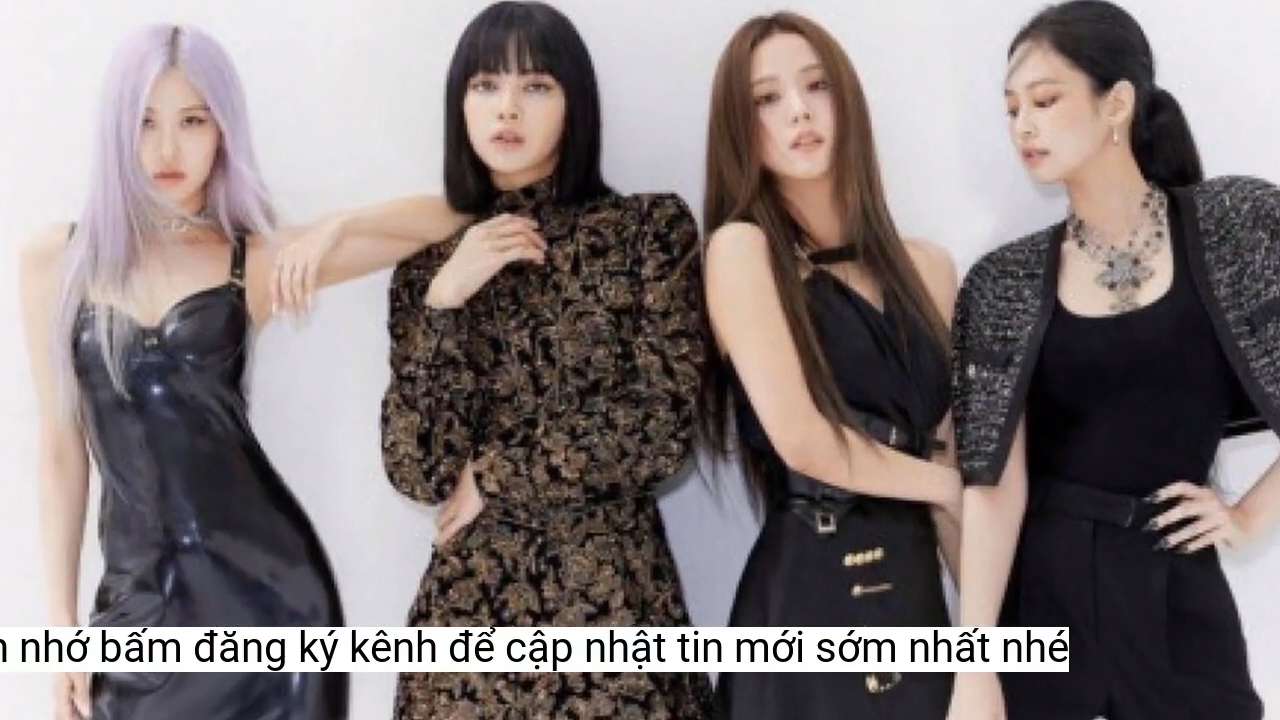 nhớ bấm đăng ký kênh để cập nhật tin mới sớm nhất nhé